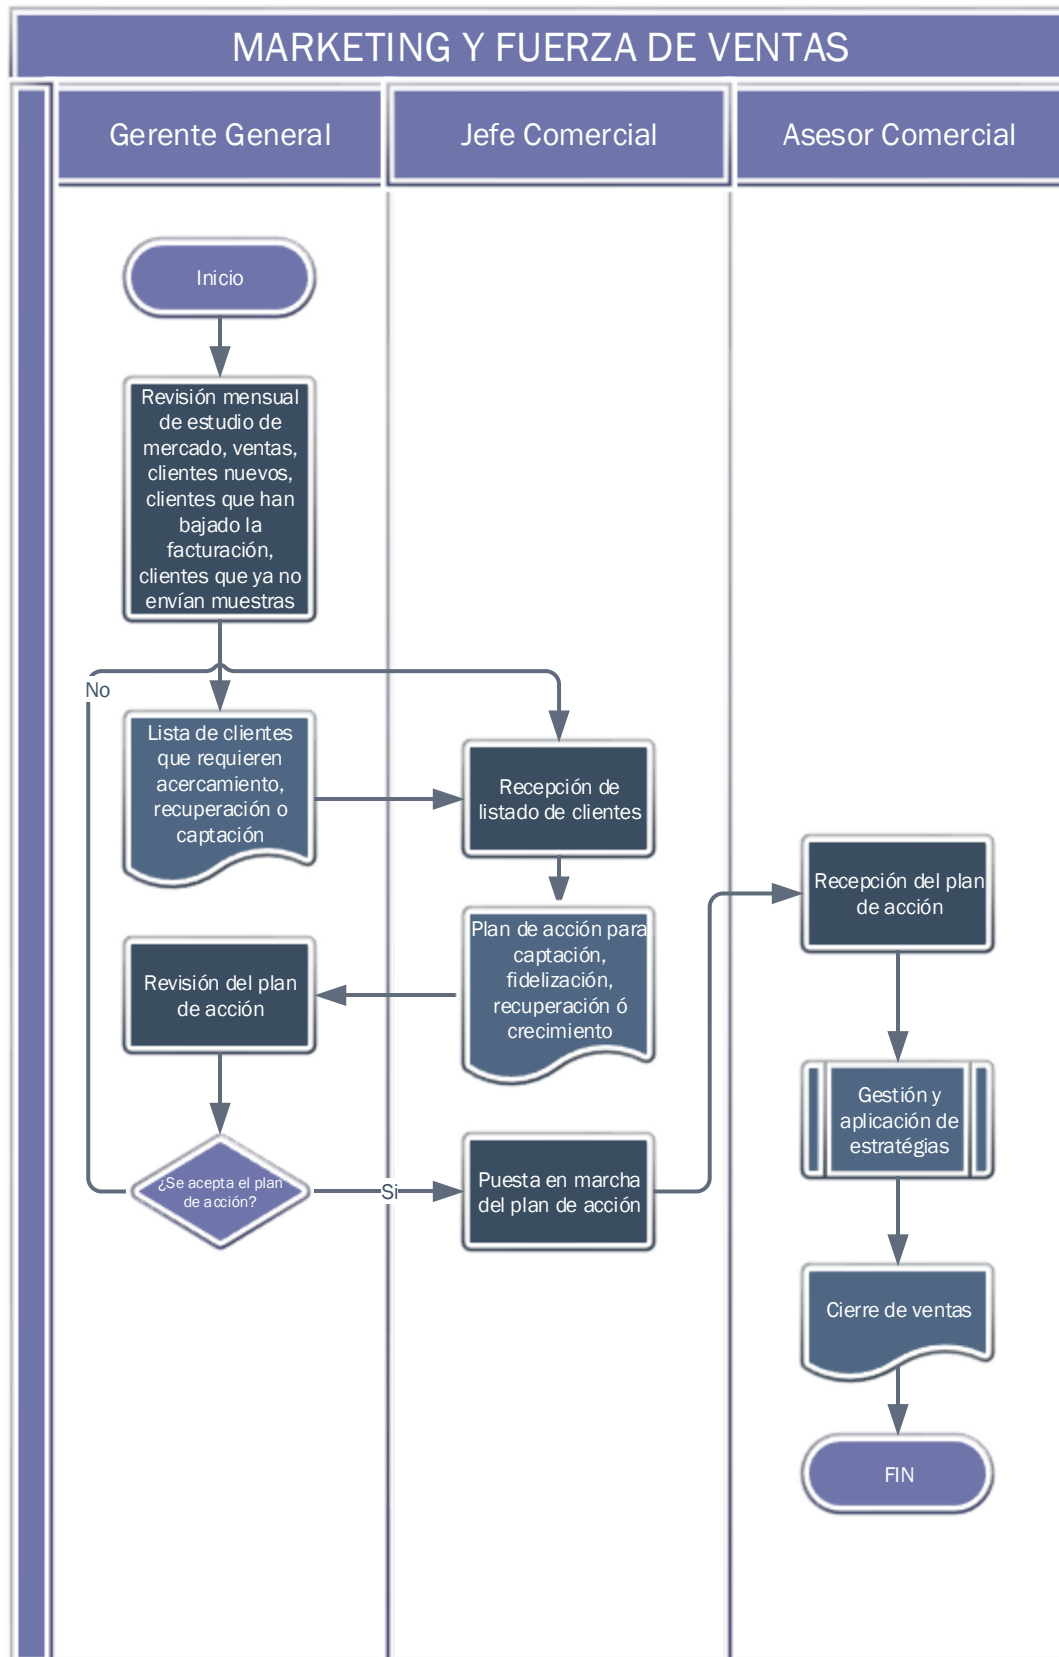 MARKETING Y FUERZA DE VENTAS
Gerente General
Jefe Comercial
Asesor Comercial
Inicio
Revisión mensual
de estudio de
mercado, ventas,
clientes nuevos,
clientes que han
bajado la
facturación,
clientes que ya no
envían muestras
No
Lista de clientes
que requieren
acercamiento,
recuperación o
captación
Recepción de
listado de clientes
Plan de acción para
captación,
fidelización,
recuperación ó
crecimiento
Revisión del plan
de acción
¿Se acepta el plan
de acción?
Si
Puesta en marcha
del plan de acción
Recepción del plan
de acción
Gestión y
aplicación de
estratégias
Cierre de ventas
FIN